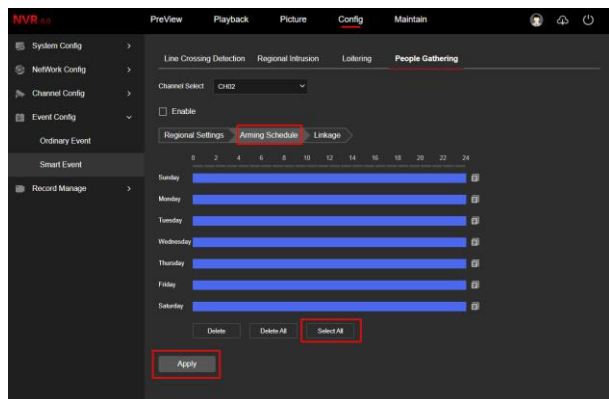 NVR 4.0 PreView Playback Picture Config Maintain
System Config
NetWork Config
Channel Config
Event Config
Ordinary Event
Smart Event
Record Manage
Line Crossing Detection Regional Intrusion Loitering People Gathering
Channel Select CH02
Enable
Regional Settings Arming Schedule Linkage
0 2 4 6 8 10 12 14 16 18 20 22 24
Sunday
Monday
Tuesday
Wednesday
Thursday
Friday
Saturday
Delete Delete All Select All
Apply